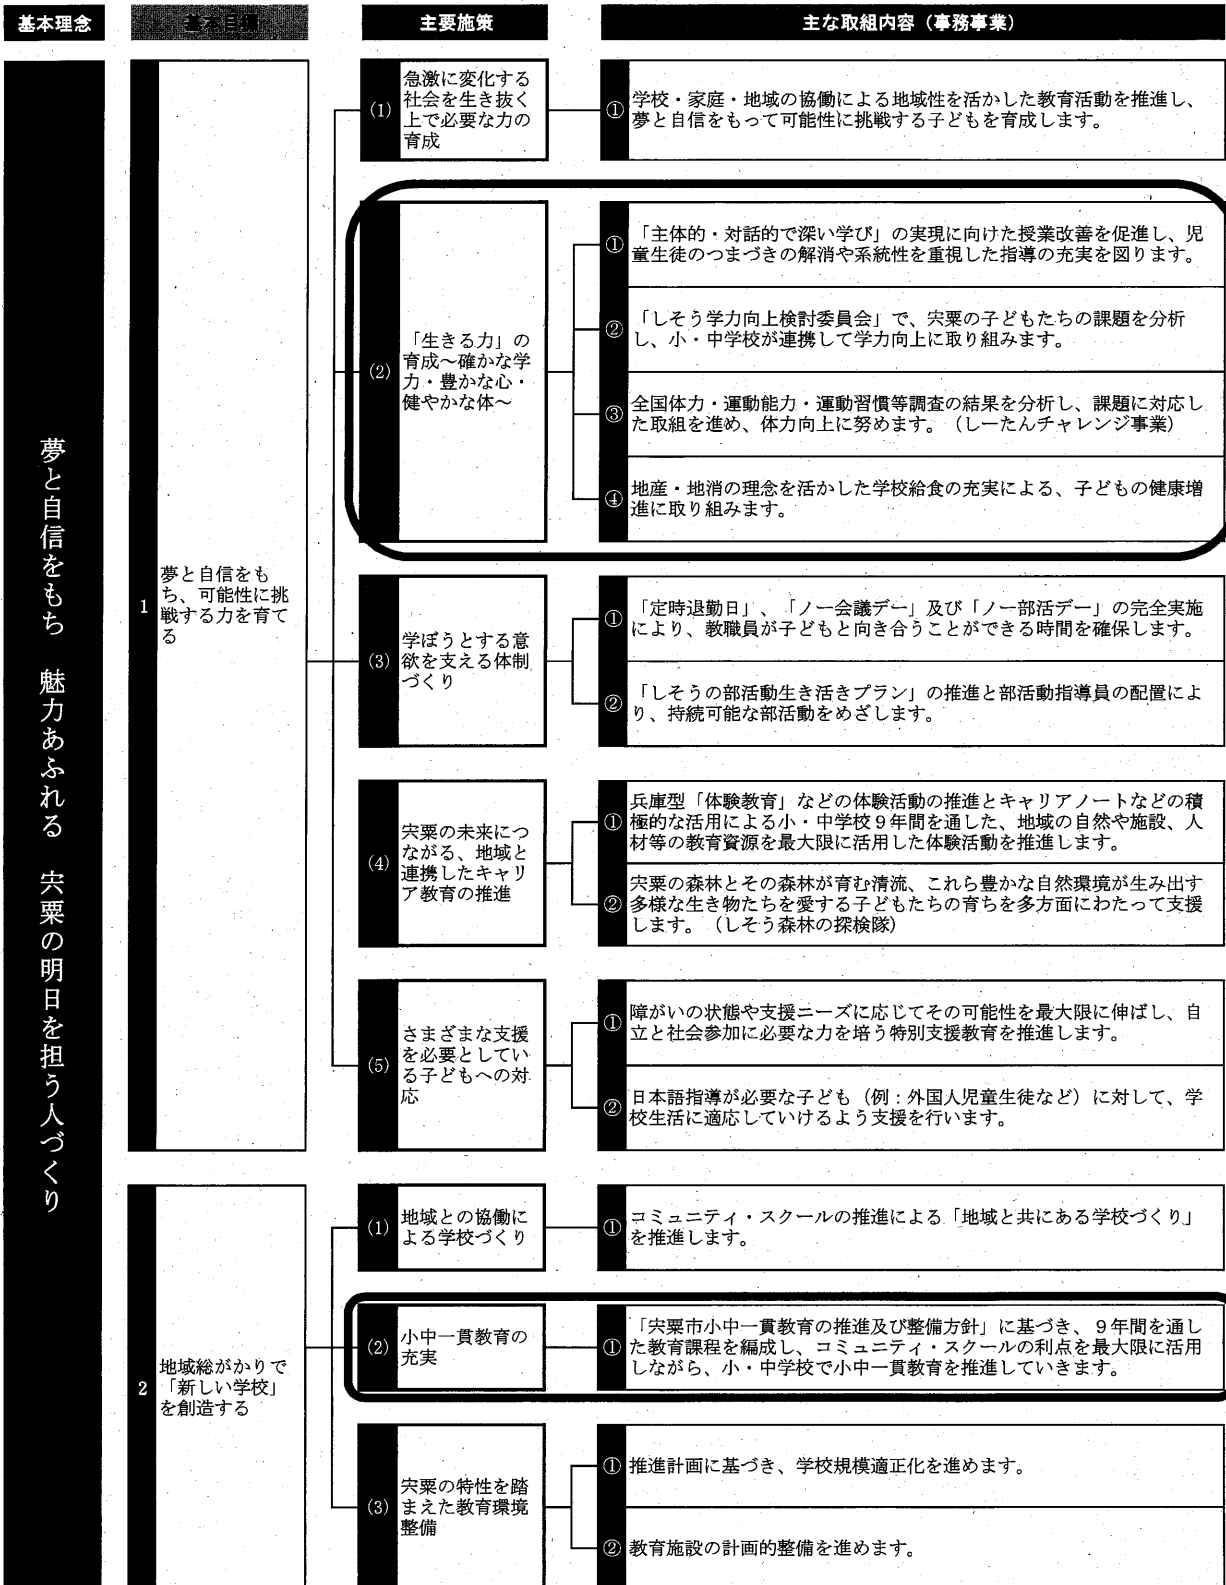 基本理念
基本目標
主要施策
主な取組内容（事務事業）
夢と自信をもち　魅力あふれる　宍粟の明日を担う人づくり
1
夢と自信をも
ち、可能性に挑
戦する力を育て
る
(1)
急激に変化する
社会を生き抜く
上で必要な力の
育成
①
学校・家庭・地域の協働による地域性を活かした教育活動を推進し、
夢と自信をもって可能性に挑戦する子どもを育成します。
(2)
「生きる力」の
育成～確かな学
力・豊かな心・
健やかな体～
①
「主体的・対話的で深い学び」の実現に向けた授業改善を促進し、児
童生徒のつまづきの解消や系統性を重視した指導の充実を図ります。
②
「しそう学力向上検討委員会」で、宍粟の子どもたちの課題を分析
し、小・中学校が連携して学力向上に取り組みます。
③
全国体力・運動能力・運動習慣等調査の結果を分析し、課題に対応し
た取組を進め、体力向上に努めます。（しーたんチャレンジ事業）
④
地産・地消の理念を活かした学校給食の充実による、子どもの健康増
進に取り組みます。
(3)
学ぼうとする意
欲を支える体制
づくり
①
「定時退勤日」、「ノー会議デー」及び「ノー部活デー」の完全実施
により、教職員が子どもと向き合うことができる時間を確保します。
②
「しそうの部活動生き活きプラン」の推進と部活動指導員の配置によ
り、持続可能な部活動をめざします。
(4)
宍粟の未来につ
ながる、地域と
連携したキャリ
ア教育の推進
①
兵庫型「体験教育」などの体験活動の推進とキャリアノートなどの積
極的な活用による小・中学校９年間を通した、地域の自然や施設、人
材等の教育資源を最大限に活用した体験活動を推進します。
②
宍粟の森林とその森林が育む清流、これら豊かな自然環境が生み出す
多様な生き物たちを愛する子どもたちの育ちを多方面にわたって支援
します。（しそう森林の探検隊）
(5)
さまざまな支援
を必要としてい
る子どもへの対
応
①
障がいの状態や支援ニーズに応じてその可能性を最大限に伸ばし、自
立と社会参加に必要な力を培う特別支援教育を推進します。
②
日本語指導が必要な子ども（例：外国人児童生徒など）に対して、学
校生活に適応していけるよう支援を行います。
2
地域総がかりで
「新しい学校」
を創造する
(1)
地域との協働に
よる学校づくり
①
コミュニティ・スクールの推進による「地域と共にある学校づくり」
を推進します。
(2)
小中一貫教育の
充実
①
「宍粟市小中一貫教育の推進及び整備方針」に基づき、９年間を通し
た教育課程を編成し、コミュニティ・スクールの利点を最大限に活用
しながら、小・中学校で小中一貫教育を推進していきます。
(3)
宍粟の特性を踏
まえた教育環境
整備
①
推進計画に基づき、学校規模適正化を進めます。
②
教育施設の計画的整備を進めます。